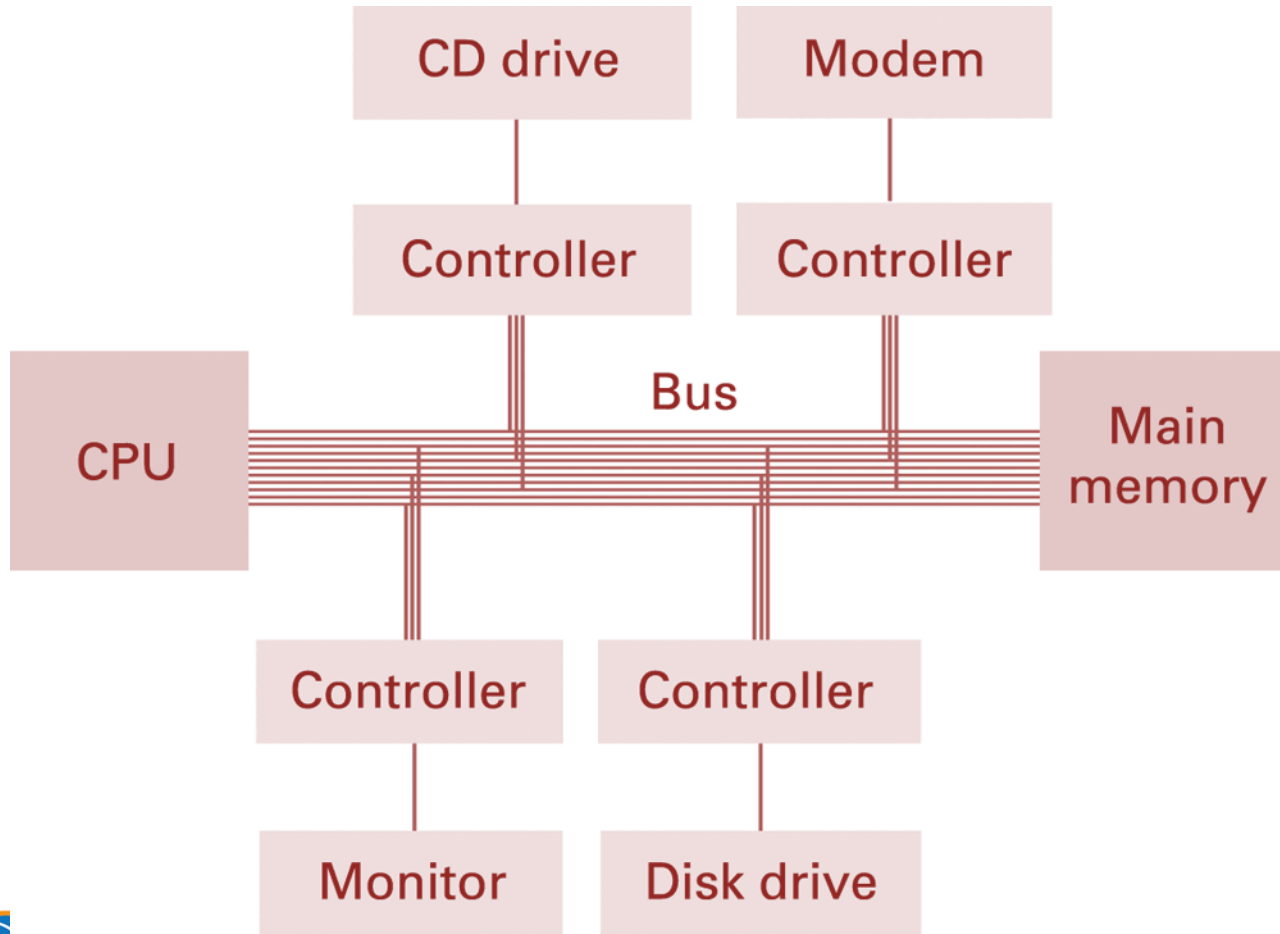 CD drive
Modem
Controller
Controller
Bus
CPU
Main
memory
Controller
Controller
Monitor
Disk drive